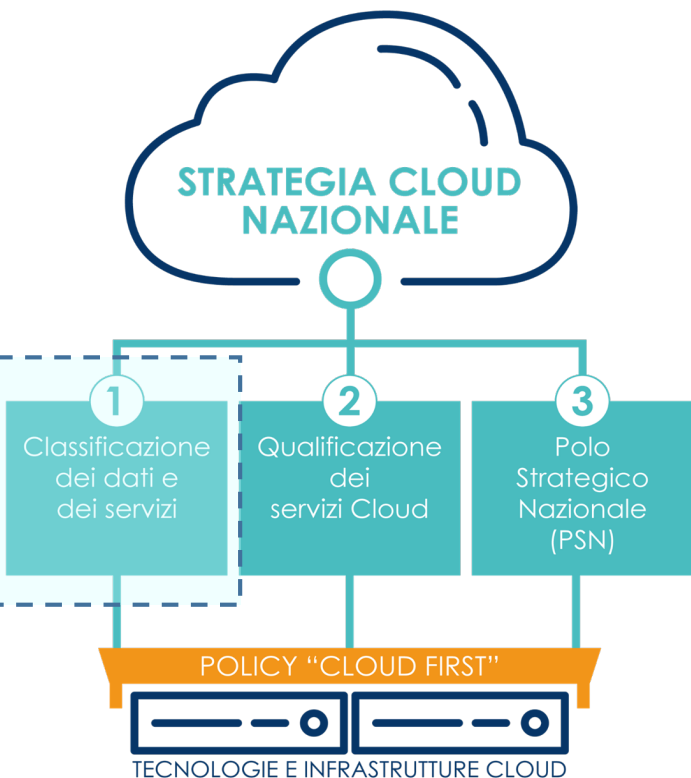 STRATEGIA CLOUD
NAZIONALE
1
Classificazione
dei dati e
dei servizi
2
Qualificazione
dei
servizi Cloud
3
Polo
Strategico
Nazionale
(PSN)
POLICY “CLOUD FIRST”
TECNOLOGIE E INFRASTRUTTURE CLOUD